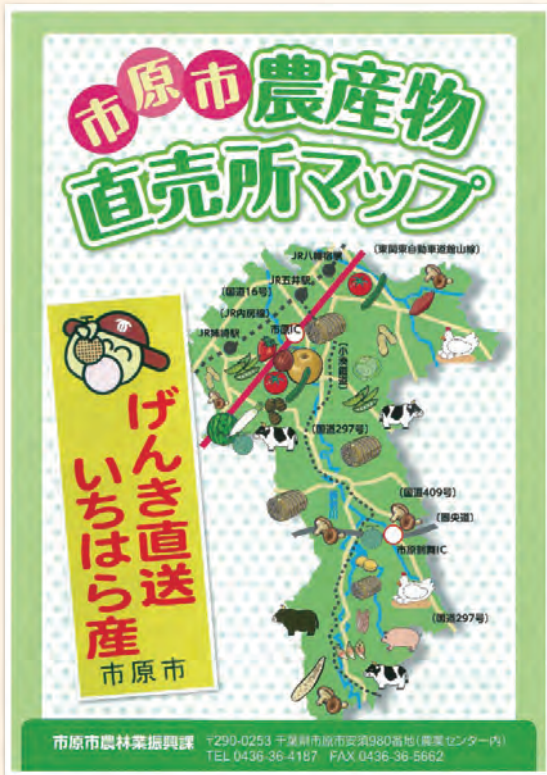 市原市農産物
直売所マップ
(東関東自動車道館山線)
JR八幡宿駅
JR五井駅
(国道16号)
(JR内房線)
市原IC
JR姉崎駅
(小湊鐵道)
(国道297号)
(国道409号)
(圏央道)
市原鶴舞IC
(国道297号)
げんき直送
いちはら産
市原市
市原市農林業振興課
〒290-0253 千葉県市原市安須980番地(農業センター内)
TEL 0436-36-4187 FAX 0436-36-5662